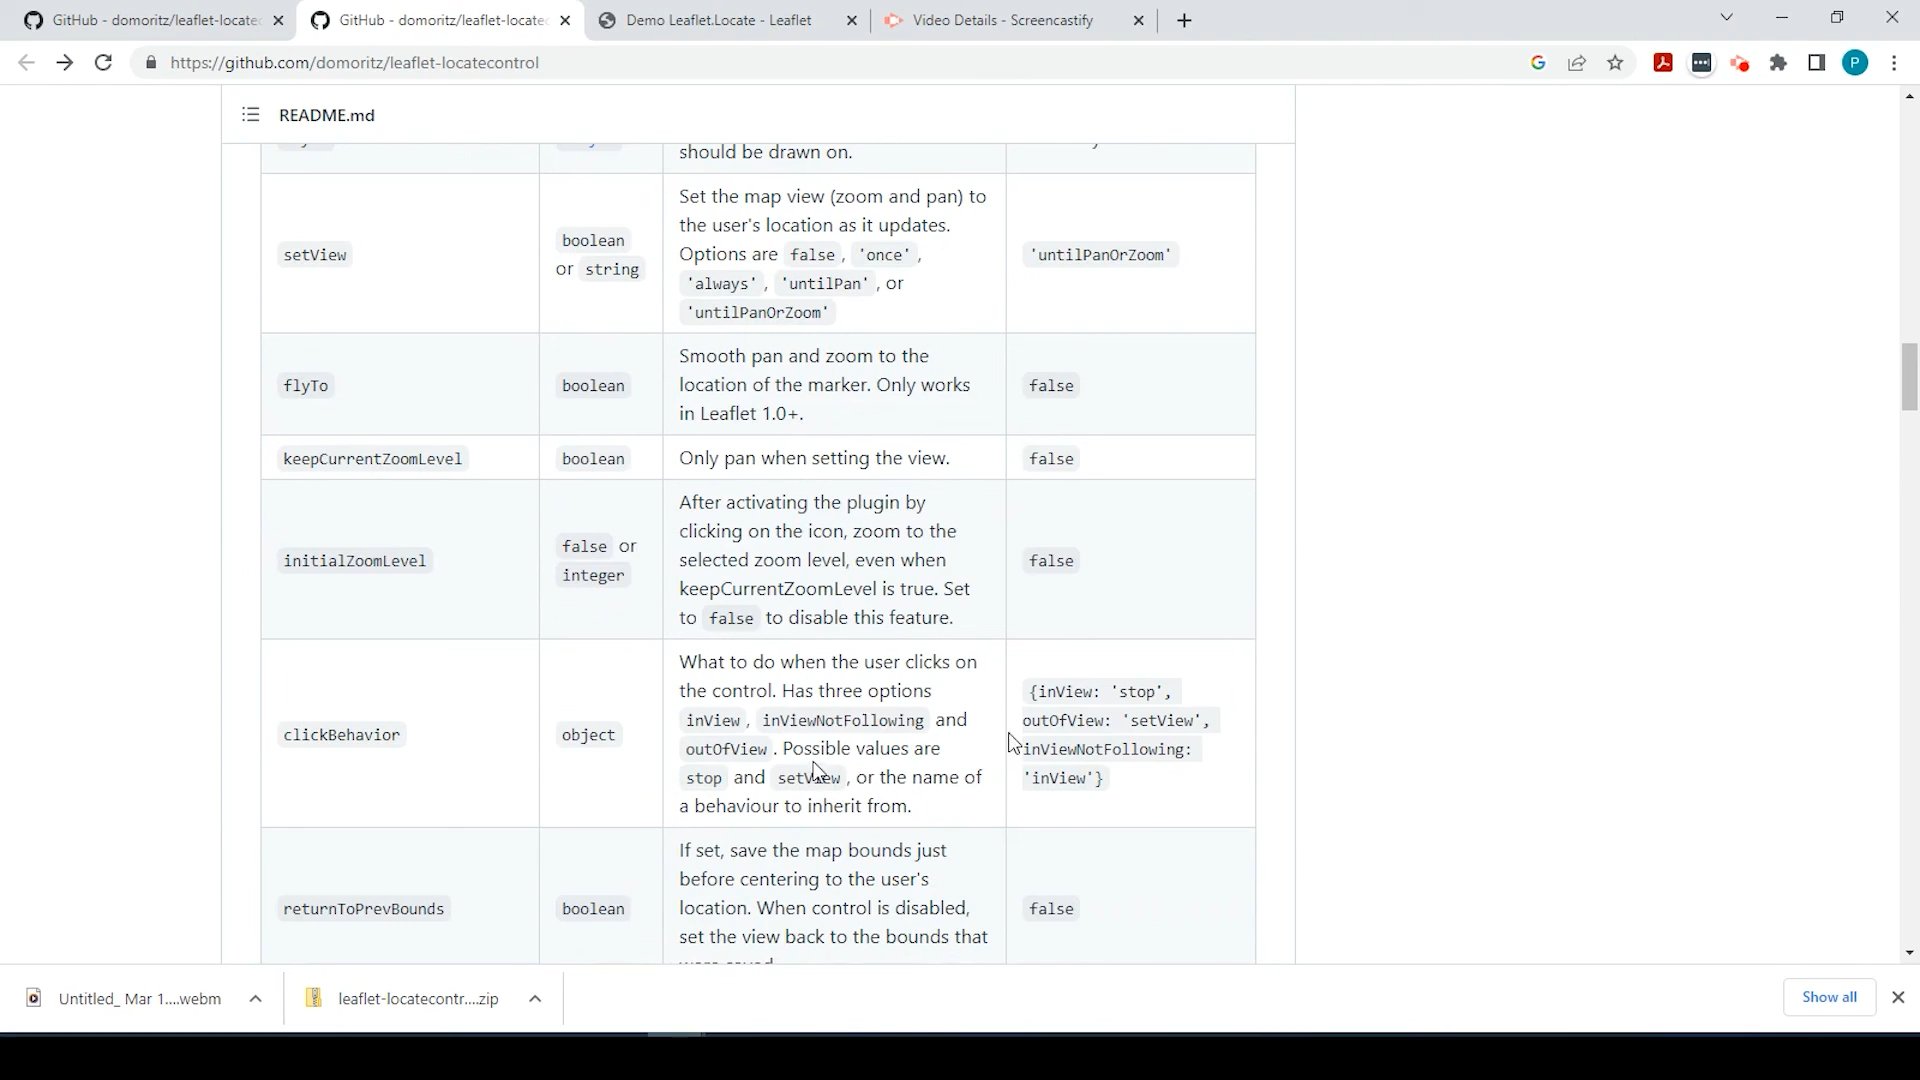 GitHub - domoritz/leaflet-locatec
GitHub - domoritz/leaflet-locatec
Demo Leaflet.Locate - Leaflet
Video Details - Screencastify
https://github.com/domoritz/leaflet-locatecontrol
P
README.md
should be drawn on.
setView
boolean
or string
Set the map view (zoom and pan) to
the user's location as it updates.
Options are false, 'once',
'always', 'untilPan', or
'untilPanOrZoom'
'untilPanOrZoom'
flyTo
boolean
Smooth pan and zoom to the
location of the marker. Only works
in Leaflet 1.0+.
false
keepCurrentZoomLevel
boolean
Only pan when setting the view.
false
initialZoomLevel
false or
integer
After activating the plugin by
clicking on the icon, zoom to the
selected zoom level, even when
keepCurrentZoomLevel is true. Set
to false to disable this feature.
false
clickBehavior
object
What to do when the user clicks on
the control. Has three options
inView, inViewNotFollowing and
outOfView. Possible values are
stop and setView, or the name of
a behaviour to inherit from.
{inView: 'stop',
outOfView: 'setView',
inViewNotFollowing:
'inView'}
returnToPrevBounds
boolean
If set, save the map bounds just
before centering to the user's
location. When control is disabled,
set the view back to the bounds that
false
Untitled_ Mar 1....webm
leaflet-locatecontr....zip
Show all